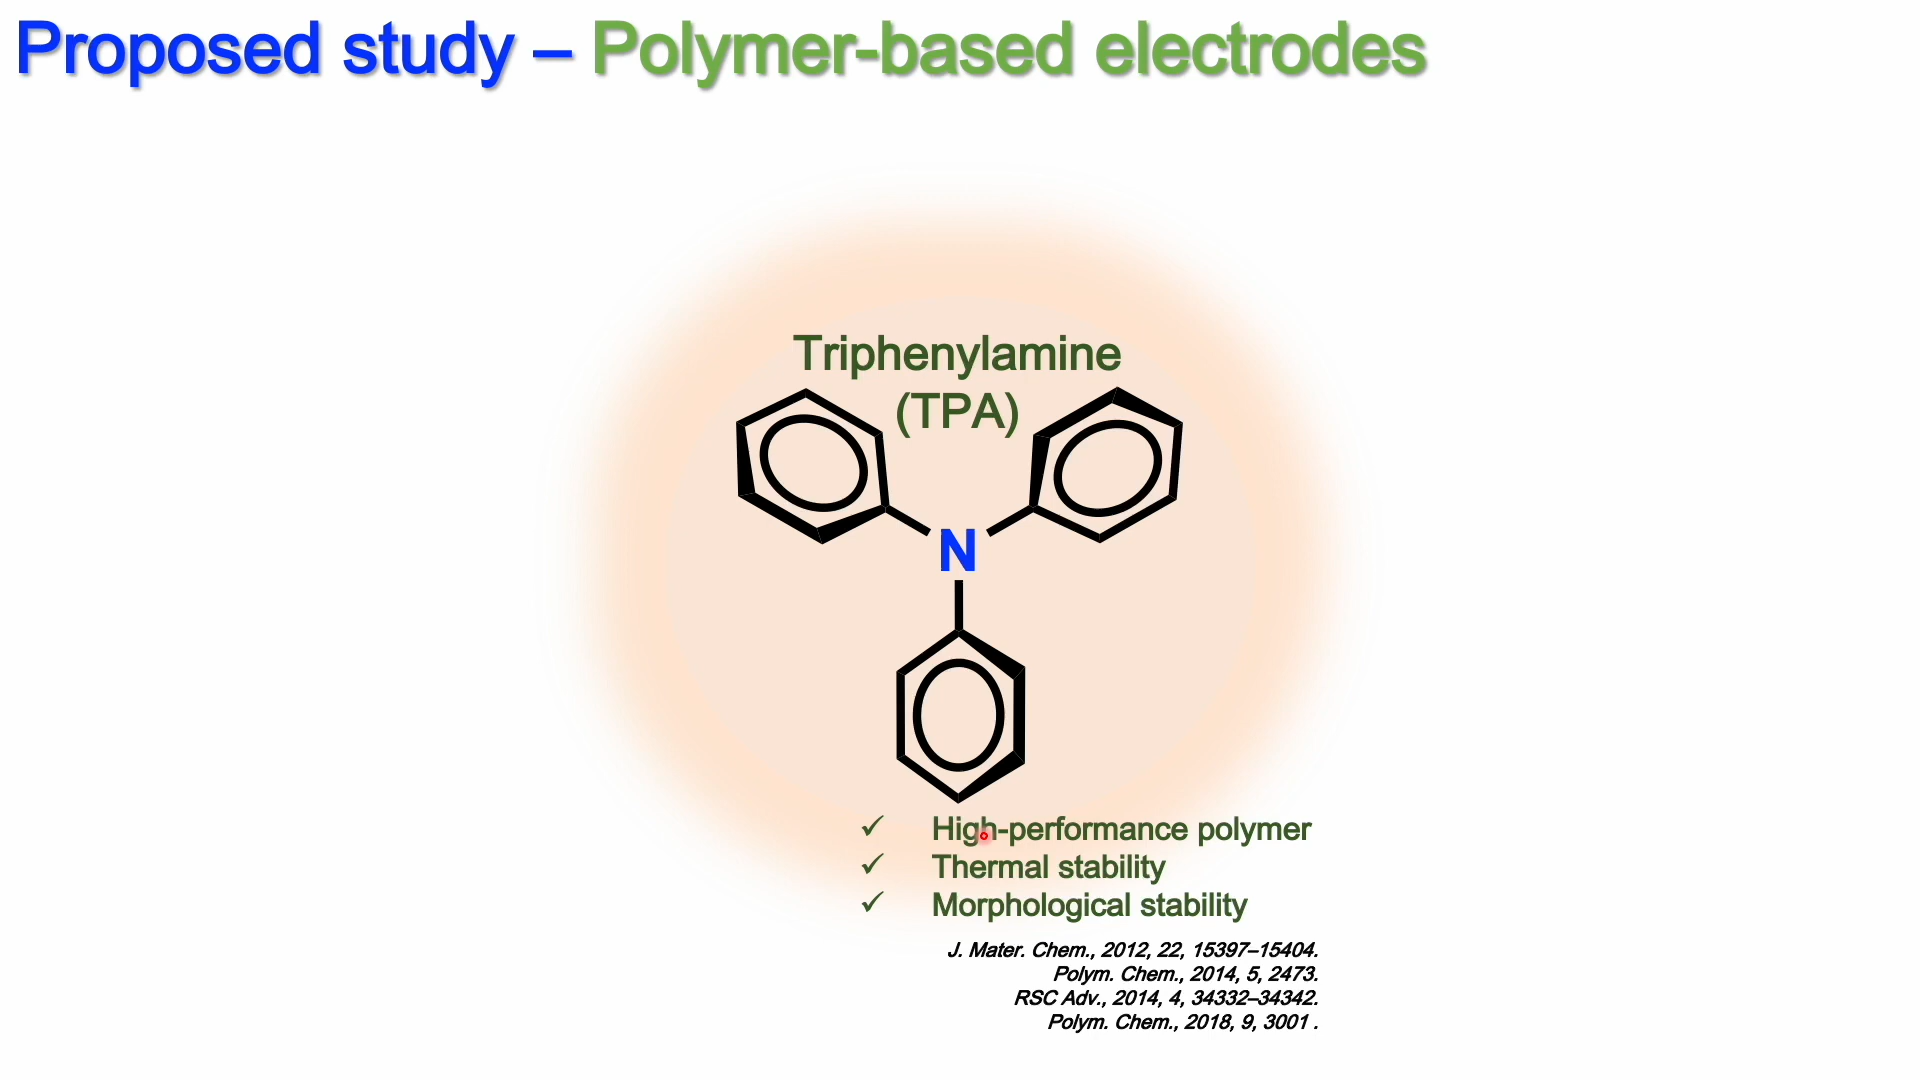 Proposed study – Polymer-based electrodes
Triphenylamine
(TPA)
N
✓ High-performance polymer
✓ Thermal stability
✓ Morphological stability
J. Mater. Chem., 2012, 22, 15397–15404.
Polym. Chem., 2014, 5, 2473.
RSC Adv., 2014, 4, 34332–34342.
Polym. Chem., 2018, 9, 3001 .